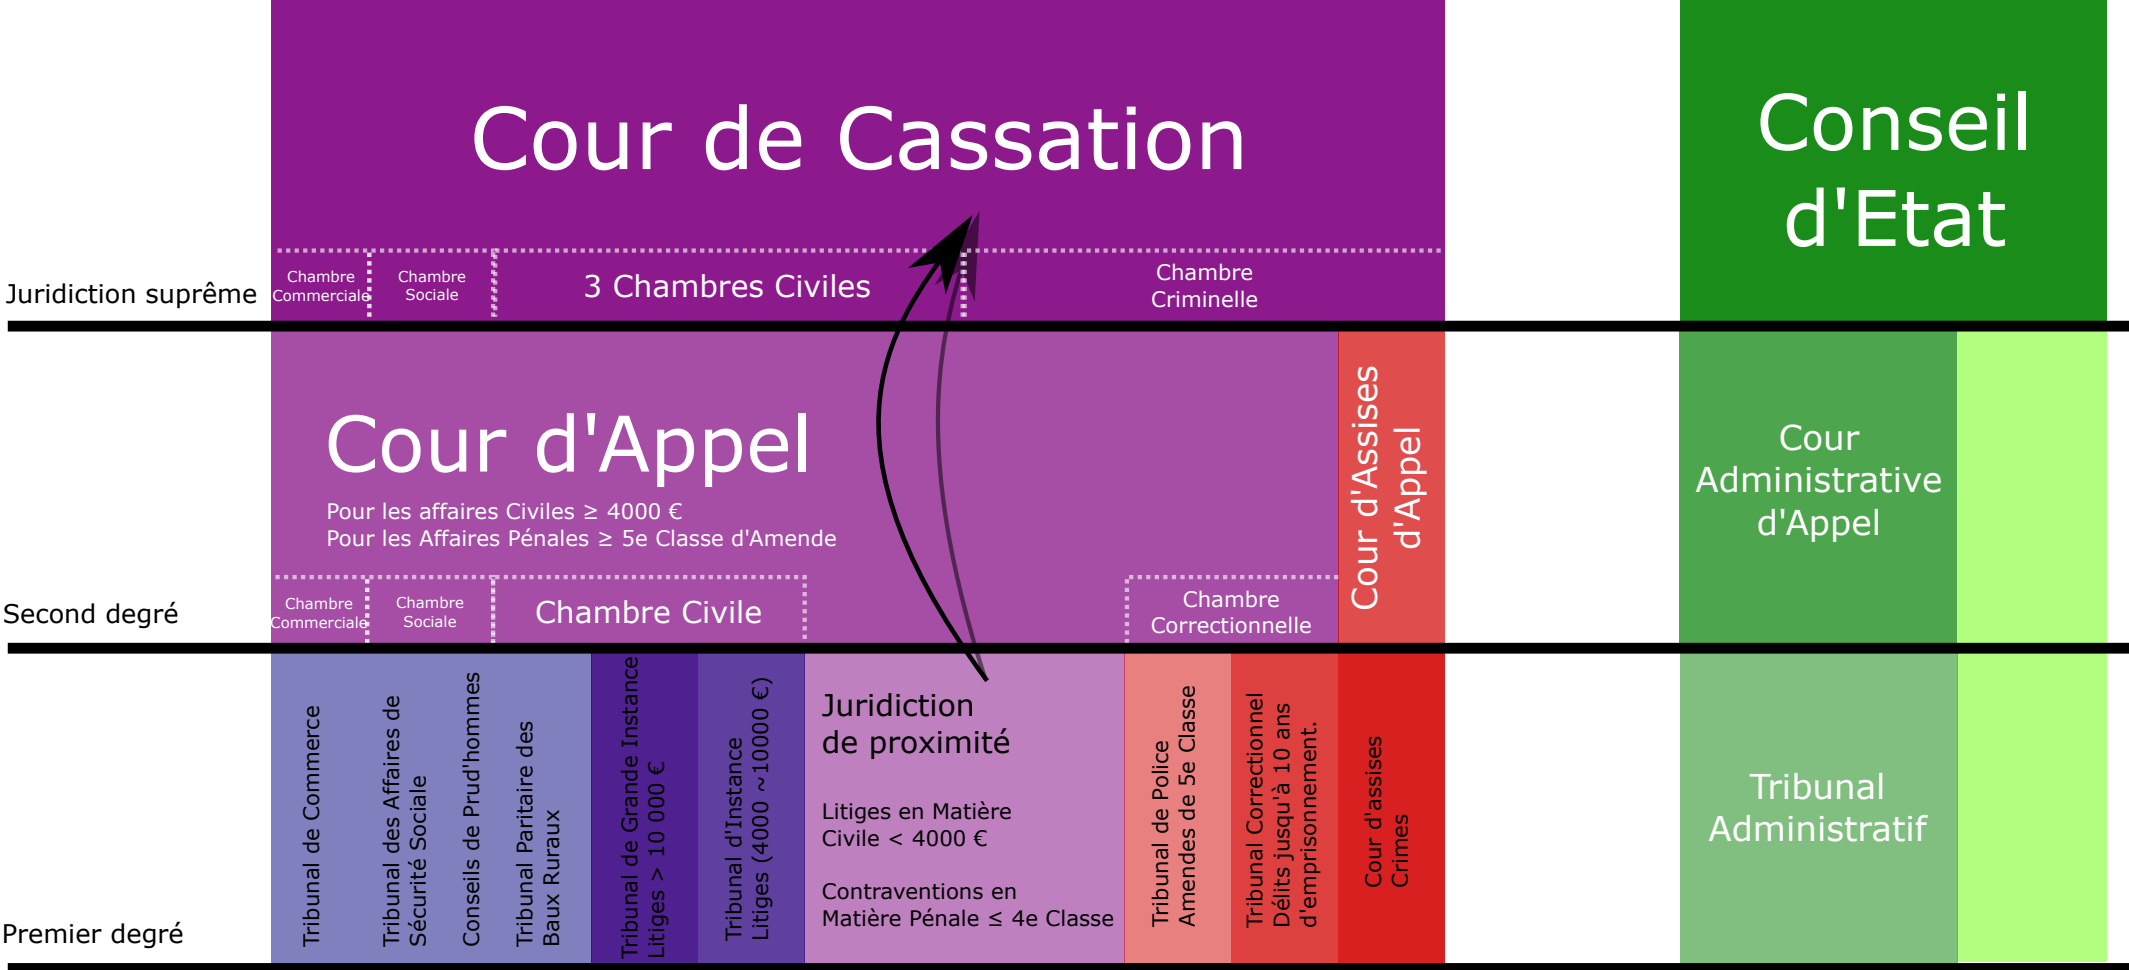 Cour de Cassation
Conseil
d'Etat
Juridiction suprême
Chambre
Commerciale
Chambre
Sociale
3 Chambres Civiles
Chambre
Criminelle
Cour d'Appel
Pour les affaires Civiles ≥ 4000 €
Pour les Affaires Pénales ≥ 5e Classe d'Amende
Cour d'Assises
d'Appel
Cour
Administrative
d'Appel
Second degré
Chambre
Commerciale
Chambre
Sociale
Chambre Civile
Chambre
Correctionnelle
Premier degré
Tribunal de Commerce
Tribunal des Affaires de
Sécurité Sociale
Conseils de Prud'hommes
Tribunal Paritaire des
Baux Ruraux
Tribunal de Grande Instance
Litiges > 10 000 €
Tribunal d'Instance
Litiges (4000 ~10000 €)
Juridiction
de proximité
Litiges en Matière
Civile < 4000 €
Contraventions en
Matière Pénale ≤ 4e Classe
Tribunal de Police
Amendes de 5e Classe
Tribunal Correctionnel
Délits jusqu'à 10 ans
d'emprisonnement.
Cour d'assises
Crimes
Tribunal
Administratif